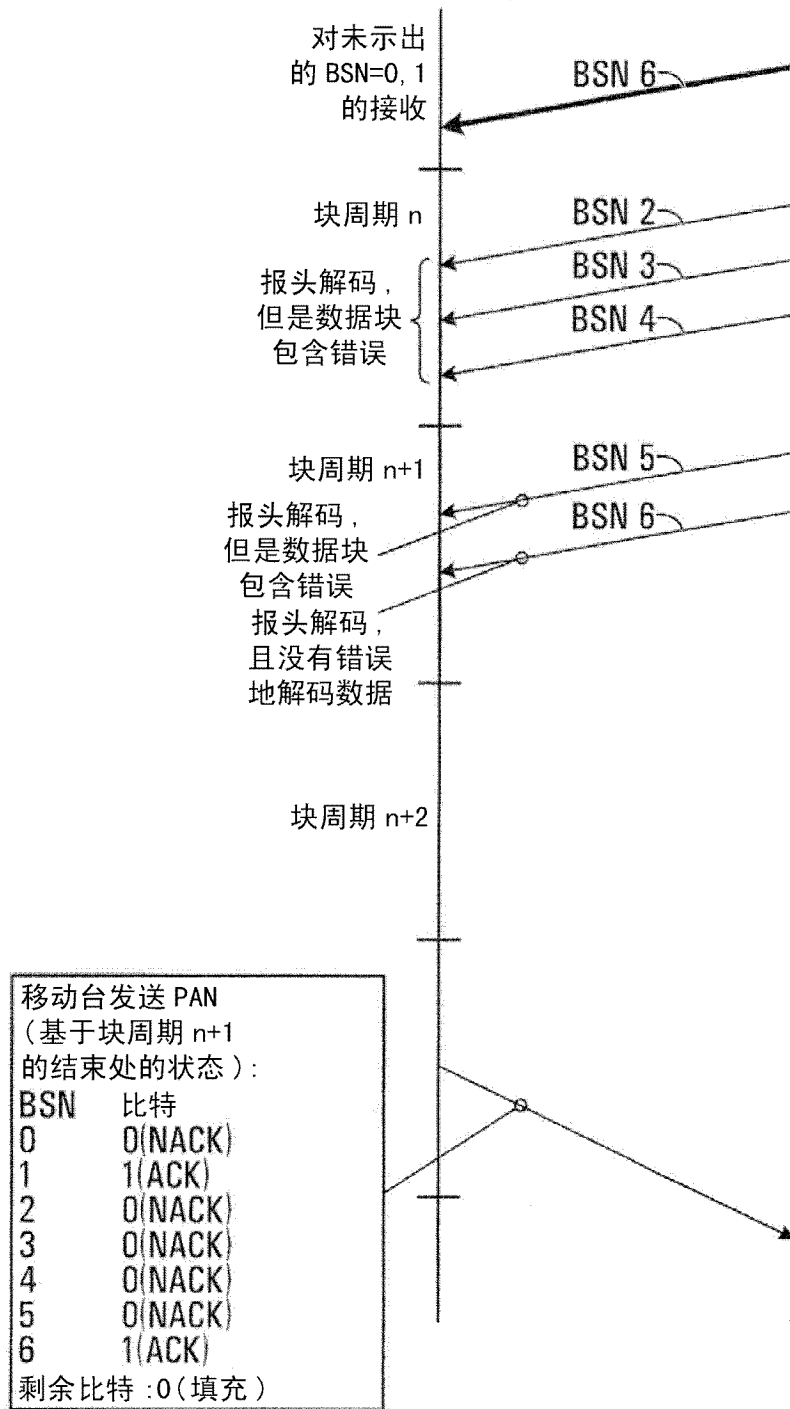 对未示出
的 BSN=0,1
的接收
BSN 6
块周期 n
BSN 2
报头解码，
但是数据块
包含错误
BSN 3
BSN 4
块周期 n+1
BSN 5
报头解码，
但是数据块
包含错误
BSN 6
报头解码，
且没有错误
地解码数据
块周期 n+2
移动台发送 PAN
（基于块周期 n+1
的结束处的状态）:
BSN 比特
0 0(NACK)
1 1(ACK)
2 0(NACK)
3 0(NACK)
4 0(NACK)
5 0(NACK)
6 1(ACK)
剩余比特:0(填充)